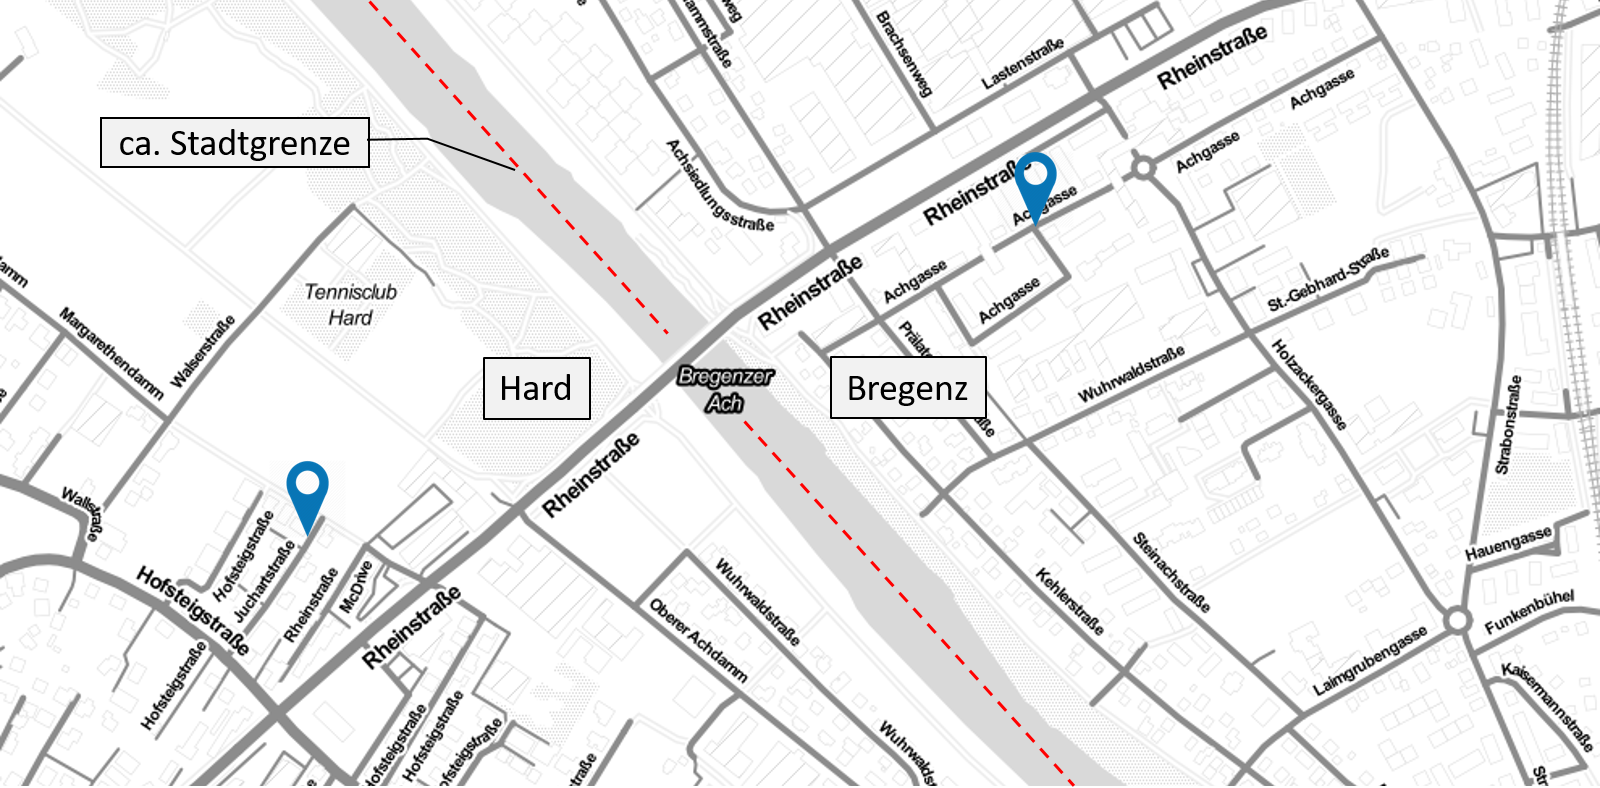 Brachsenweg
Lastenstraße
Rheinstraße
Achgasse
ca. Stadtgrenze
Achsiedlungsstraße
Achgasse
Rheinstraße
Achgasse
Tennisclub
Hard
Walserstraße
Margarethendamm
Rheinstraße
Achgasse
Achgasse
St.-Gebhard-Straße
Hard
Bregenzer
Ach
Bregenz
Wuhrwaldstraße
Holzackergasse
Strabonstraße
Rheinstraße
Wallstraße
Hofsteigstraße
Juchartstraße
Rheinstraße
McDrive
Hofsteigstraße
Rheinstraße
Hofsteigstraße
Oberer Achdamm
Wuhrwaldstraße
Kehlerstraße
Steinachstraße
Hauengasse
Funkenbühel
Laimgrubengasse
Kaisermannstraße
Hofsteigstraße
Hofsteigstraße